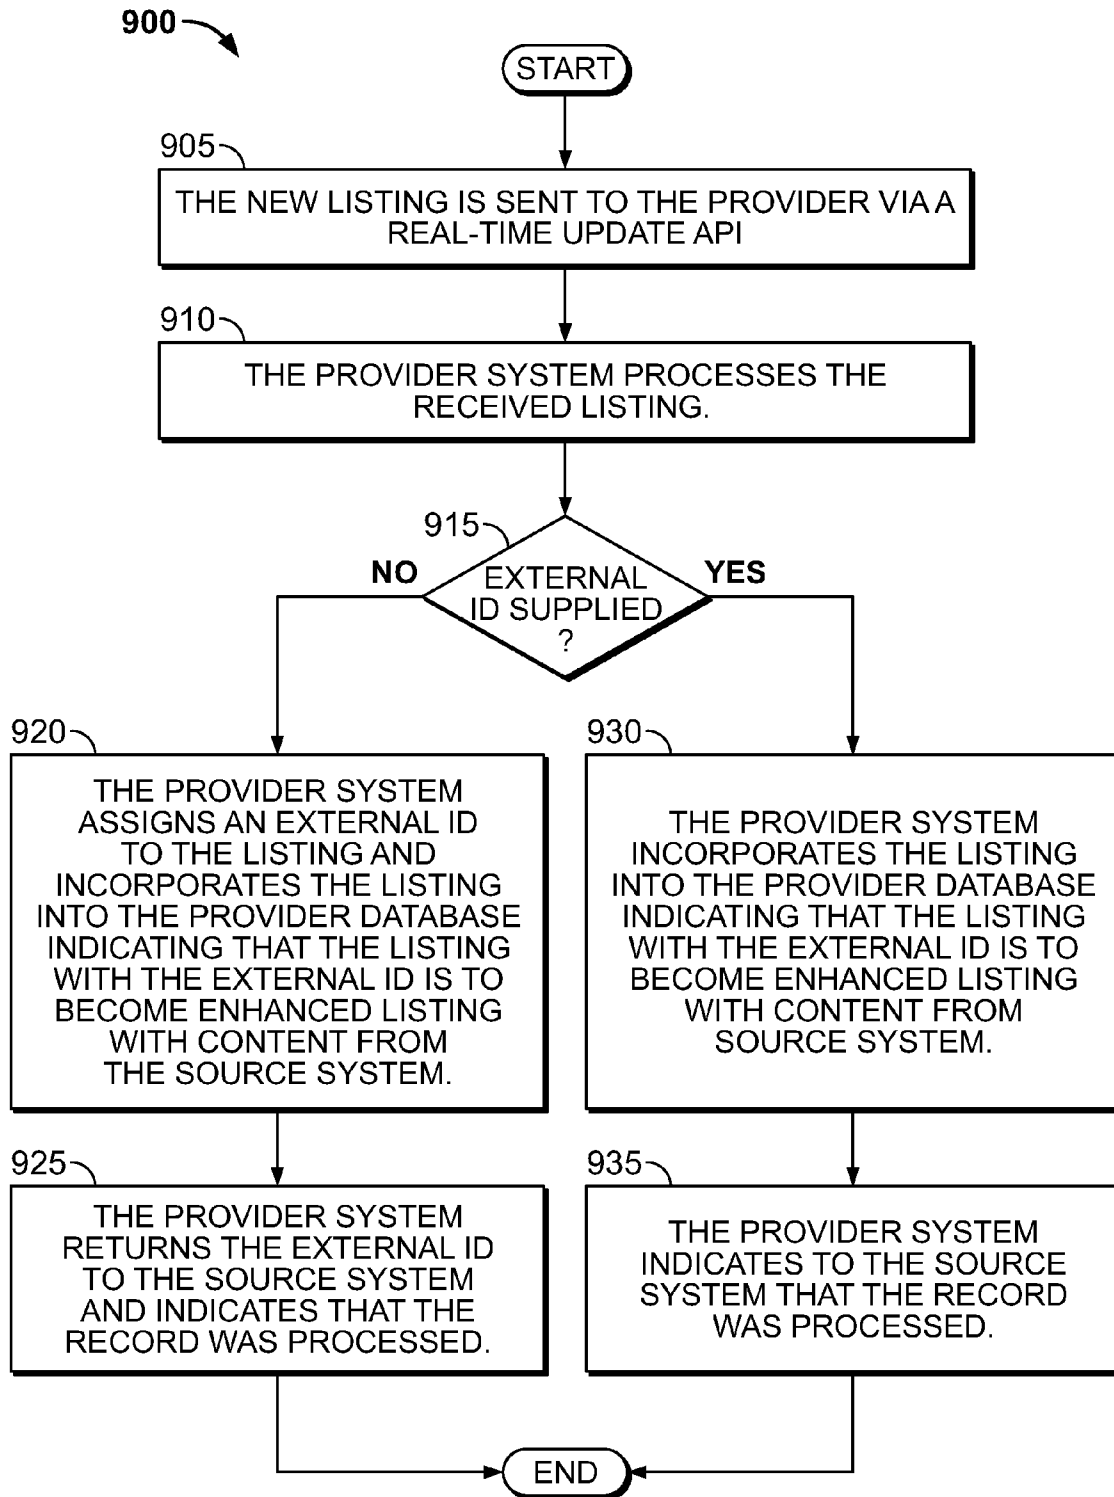 900
START
905
THE NEW LISTING IS SENT TO THE PROVIDER VIA A
REAL-TIME UPDATE API
910
THE PROVIDER SYSTEM PROCESSES THE
RECEIVED LISTING.
915
NO
YES
EXTERNAL
ID SUPPLIED
?
920
THE PROVIDER SYSTEM
ASSIGNS AN EXTERNAL ID
TO THE LISTING AND
INCORPORATES THE LISTING
INTO THE PROVIDER DATABASE
INDICATING THAT THE LISTING
WITH THE EXTERNAL ID IS TO
BECOME ENHANCED LISTING
WITH CONTENT FROM
THE SOURCE SYSTEM.
930
THE PROVIDER SYSTEM
INCORPORATES THE LISTING
INTO THE PROVIDER DATABASE
INDICATING THAT THE LISTING
WITH THE EXTERNAL ID IS TO
BECOME ENHANCED LISTING
WITH CONTENT FROM
SOURCE SYSTEM.
925
THE PROVIDER SYSTEM
RETURNS THE EXTERNAL ID
TO THE SOURCE SYSTEM
AND INDICATES THAT THE
RECORD WAS PROCESSED.
935
THE PROVIDER SYSTEM
INDICATES TO THE SOURCE
SYSTEM THAT THE RECORD
WAS PROCESSED.
END